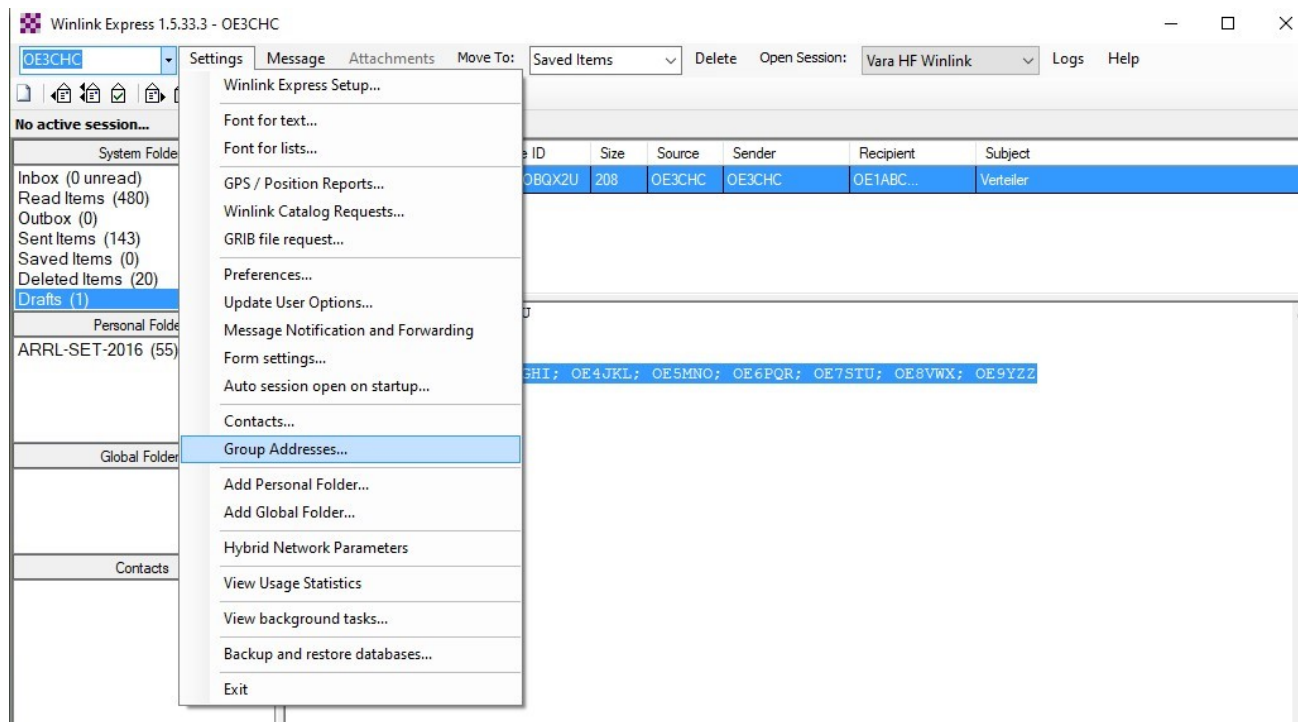 Winlink Express 1.5.33.3 - OE3CHC
OE3CHC Settings Message Attachments Move To: Saved Items Delete Open Session: Vara HF Winlink Logs Help
No active session...
System Folde
Inbox (0 unread)
Read Items (480)
Outbox (0)
Sent Items (143)
Saved Items (0)
Deleted Items (20)
Drafts (1)
Personal Folde
ARRL-SET-2016 (55)
Global Folder
Contacts
Winlink Express Setup...
Font for text...
Font for lists...
GPS / Position Reports...
Winlink Catalog Requests...
GRIB file request...
Preferences...
Update User Options...
Message Notification and Forwarding
Form settings...
Auto session open on startup...
Contacts...
Group Addresses...
Add Personal Folder...
Add Global Folder...
Hybrid Network Parameters
View Usage Statistics
View background tasks...
Backup and restore databases...
Exit
ID Size Source Sender Recipient Subject
OBQX2U 208 OE3CHC OE3CHC OE1ABC... Verteiler
GHI; OE4JKL; OE5MNO; OE6PQR; OE7STU; OE8VWX; OE9YZZ